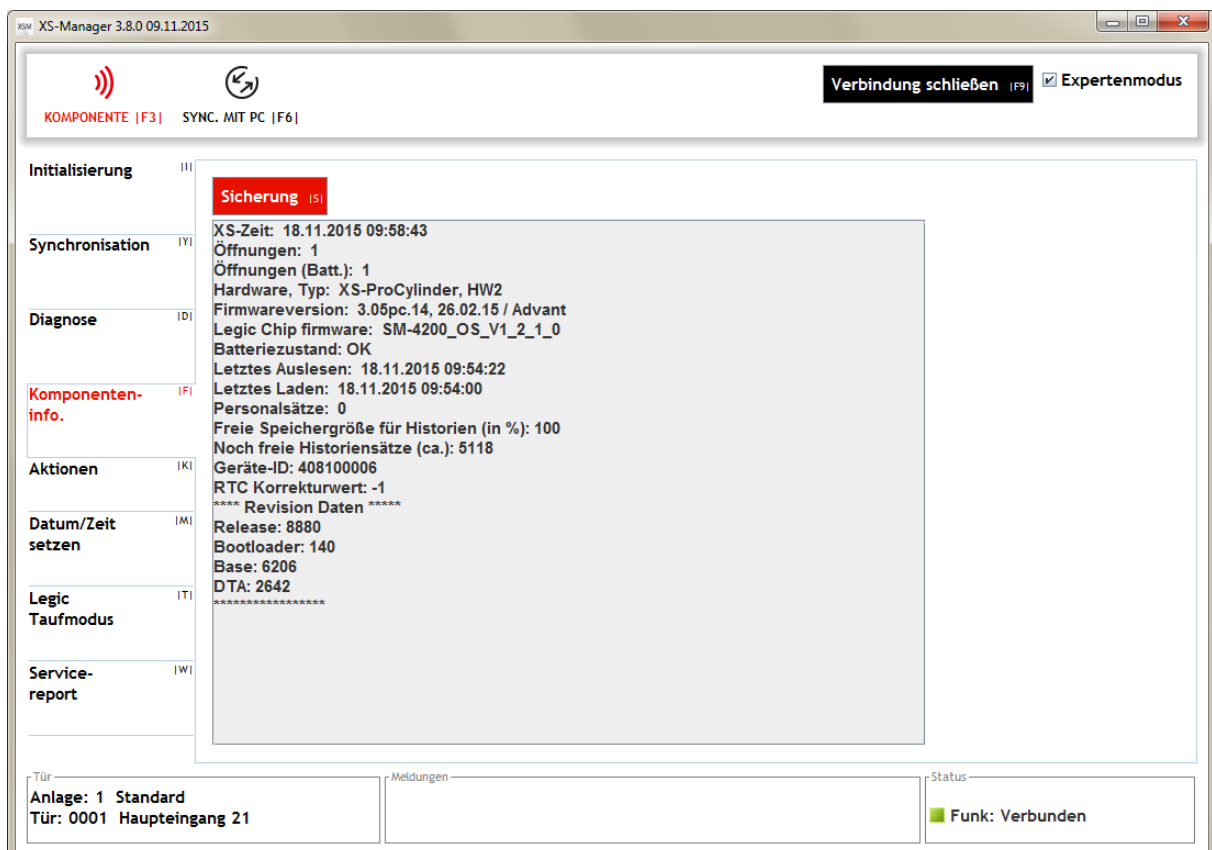 XSM XS-Manager 3.8.0 09.11.2015
KOMPONENTE |F3|
SYNC. MIT PC |F6|
Verbindung schließen |F9|
Expertenmodus
Initialisierung |I|
Synchronisation |Y|
Diagnose |D|
Komponenten- |F|
info.
Aktionen |K|
Datum/Zeit |M|
setzen
Legic |T|
Taufmodus
Service- |W|
report
Sicherung |S|
XS-Zeit: 18.11.2015 09:58:43
Öffnungen: 1
Öffnungen (Batt.): 1
Hardware, Typ: XS-ProCylinder, HW2
Firmwareversion: 3.05pc.14, 26.02.15 / Advant
Legic Chip firmware: SM-4200_OS_V1_2_1_0
Batteriezustand: OK
Letztes Auslesen: 18.11.2015 09:54:22
Letztes Laden: 18.11.2015 09:54:00
Personalsätze: 0
Freie Speichergröße für Historien (in %): 100
Noch freie Historiensätze (ca.): 5118
Geräte-ID: 408100006
RTC Korrekturwert: -1
**** Revision Daten *****
Release: 8880
Bootloader: 140
Base: 6206
DTA: 2642
*****************
Tür
Anlage: 1 Standard
Tür: 0001 Haupteingang 21
Meldungen
Status
Funk: Verbunden